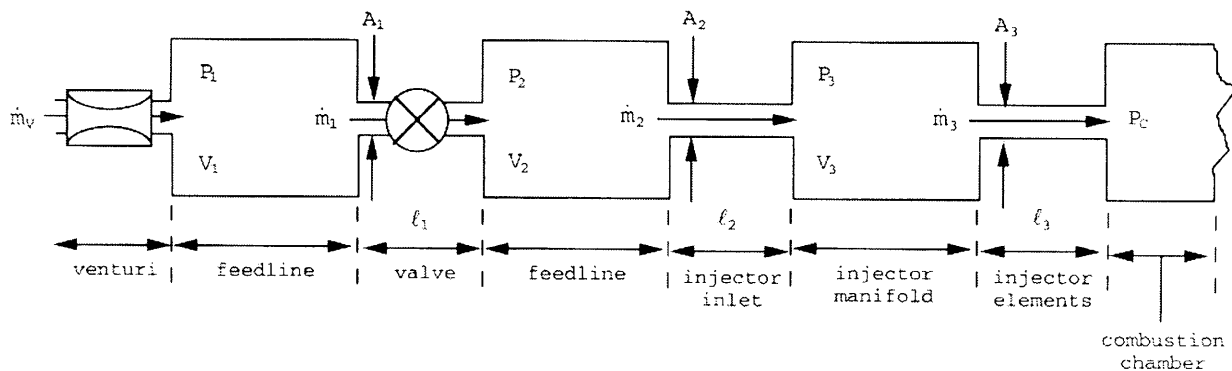 A₁ A₂ A₃
P₁ P₂ P₃
ṁᵥ ṁ₁ ṁ₂ ṁ₃ P_C
V₁ V₂ V₃
ℓ₁ ℓ₂ ℓ₃
venturi feedline valve feedline injector inlet injector manifold injector elements
combustion
chamber